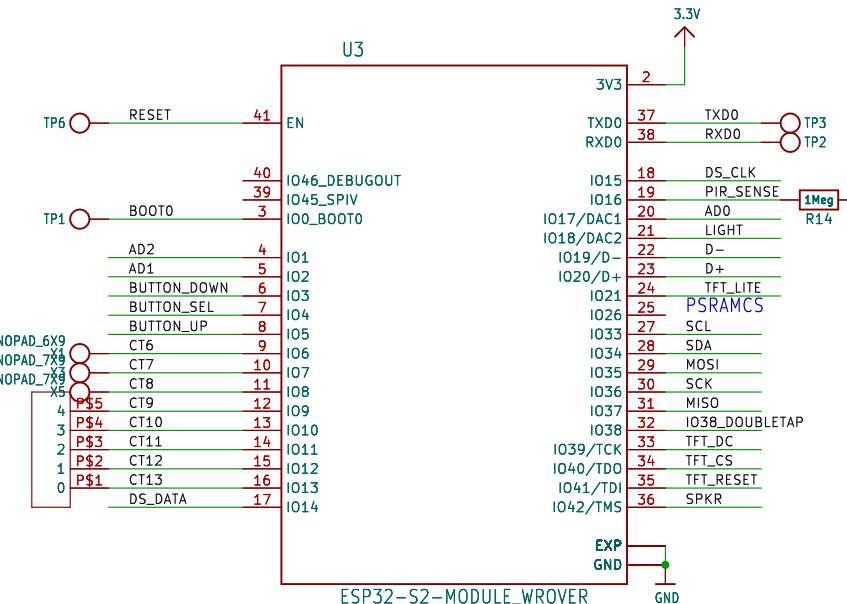 3.3V
U3
3V3 2
TP6 RESET 41 EN
TXD0 37 TXD0 TP3
RXD0 38 RXD0 TP2
40 IO46_DEBUGOUT
IO15 18 DS_CLK
39 IO45_SPIV
IO16 19 PIR_SENSE 1Meg
R14
TP1 BOOT0 3 IO0_BOOT0
IO17/DAC1 20 AD0
IO18/DAC2 21 LIGHT
AD2 4 IO1
IO19/D- 22 D-
AD1 5 IO2
IO20/D+ 23 D+
BUTTON_DOWN 6 IO3
IO21 24 TFT_LITE
BUTTON_SEL 7 IO4
IO26 25 PSRAMCS
BUTTON_UP 8 IO5
IO33 27 SCL
NOPAD_6X9
X1 CT6 9 IO6
IO34 28 SDA
NOPAD_7X9
X3 CT7 10 IO7
IO35 29 MOSI
NOPAD_7X9
X5 CT8 11 IO8
IO36 30 SCK
4 P$5 CT9 12 IO9
IO37 31 MISO
3 P$4 CT10 13 IO10
IO38 32 IO38_DOUBLETAP
2 P$3 CT11 14 IO11
IO39/TCK 33 TFT_DC
1 P$2 CT12 15 IO12
IO40/TDO 34 TFT_CS
0 P$1 CT13 16 IO13
IO41/TDI 35 TFT_RESET
DS_DATA 17 IO14
IO42/TMS 36 SPKR
EXP
GND
GND
ESP32-S2-MODULE_WROVER